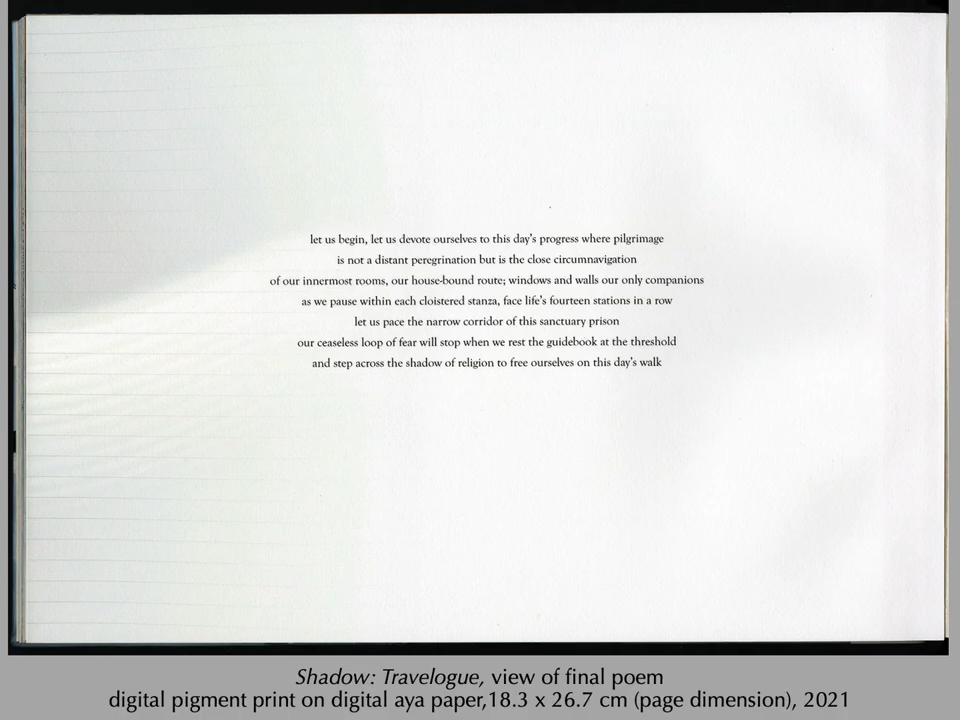 let us begin, let us devote ourselves to this day's progress where pilgrimage
is not a distant peregrination but is the close circumnavigation
of our innermost rooms, our house-bound route; windows and walls our only companions
as we pause within each cloistered stanza, face life's fourteen stations in a row
let us pace the narrow corridor of this sanctuary prison
our ceaseless loop of fear will stop when we rest the guidebook at the threshold
and step across the shadow of religion to free ourselves on this day's walk
Shadow: Travelogue, view of final poem
digital pigment print on digital aya paper,18.3 x 26.7 cm (page dimension), 2021